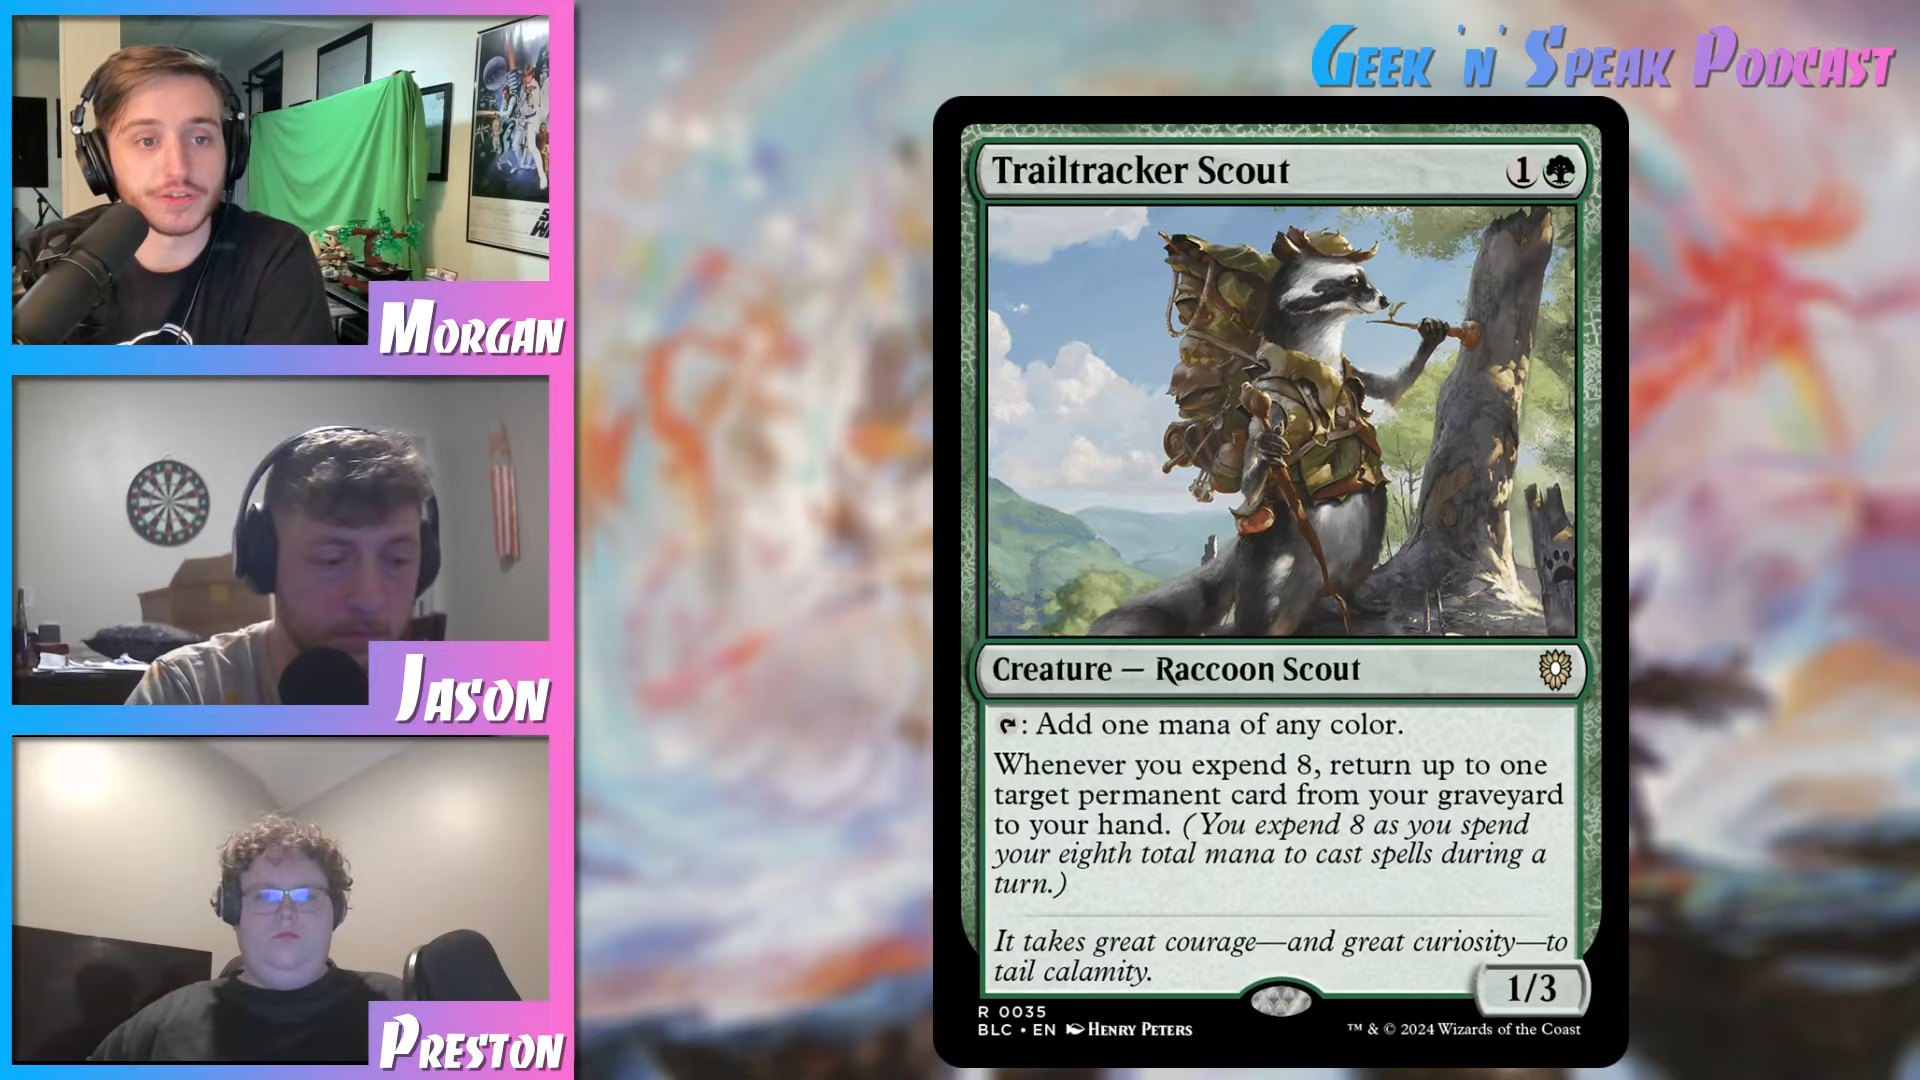 GEEK 'N' SPEAK PODCAST
MORGAN
JASON
PRESTON
Trailtracker Scout 1
Creature — Raccoon Scout
: Add one mana of any color.
Whenever you expend 8, return up to one
target permanent card from your graveyard
to your hand. (You expend 8 as you spend
your eighth total mana to cast spells during a
turn.)
It takes great courage—and great curiosity—to
tail calamity.
1/3
R 0035
BLC • EN HENRY PETERS
™ & © 2024 Wizards of the Coast